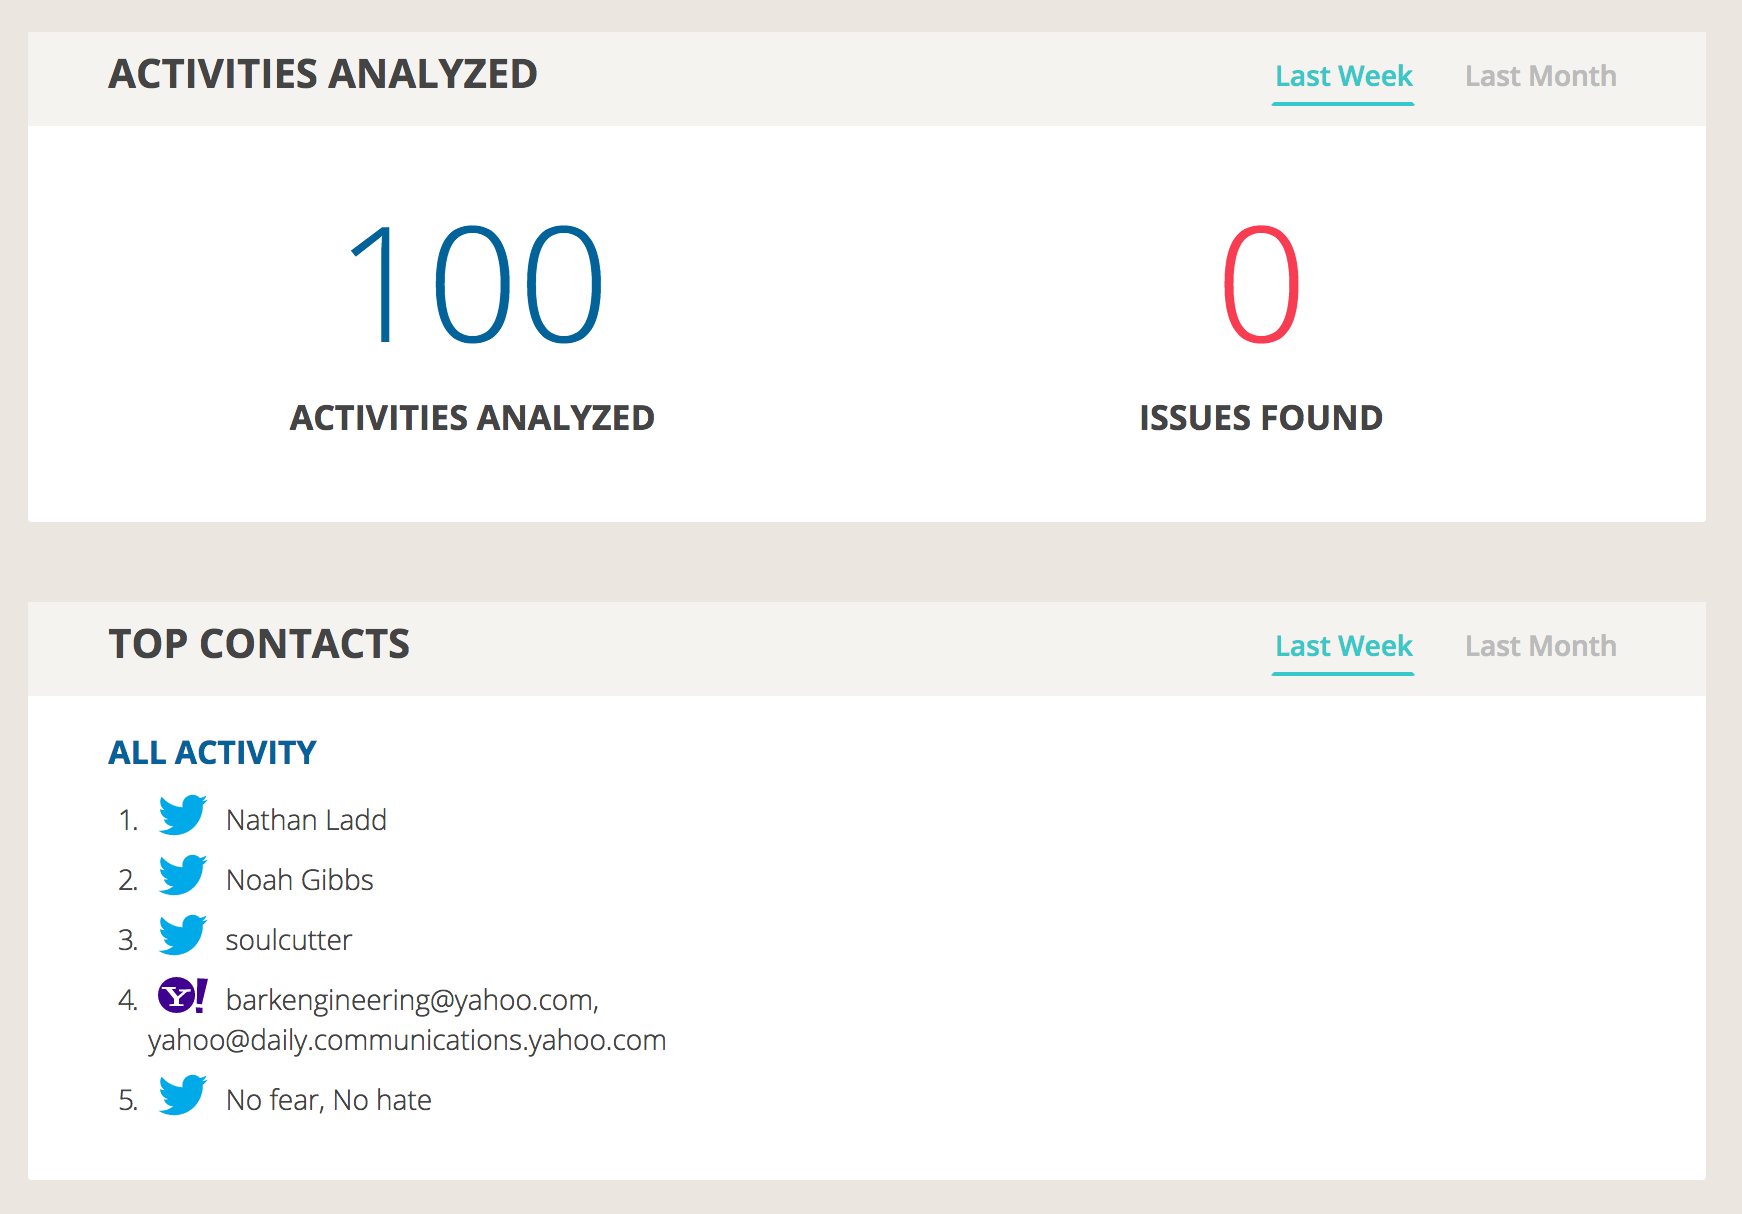 ACTIVITIES ANALYZED
Last Week Last Month
100
0
ACTIVITIES ANALYZED
ISSUES FOUND
TOP CONTACTS
Last Week Last Month
ALL ACTIVITY
1. Nathan Ladd
2. Noah Gibbs
3. soulcutter
4. Y! barkengineering@yahoo.com,
yahoo@daily.communications.yahoo.com
5. No fear, No hate